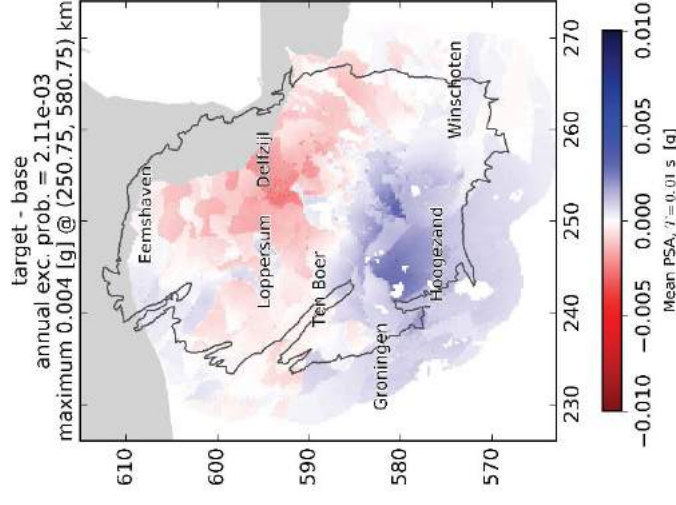 target - base
annual exc. prob. = 2.11e-03
maximum 0.004 [g] @ (250.75, 580.75) km
610
600
590
580
570
Eemshaven
Delfzijl
Loppersum
Ten Boer
Groningen
Hoogezand
Winschoten
230
240
250
260
270
−0.010
−0.005
0.000
0.005
0.010
Mean PSA, T = 0.01 s [g]